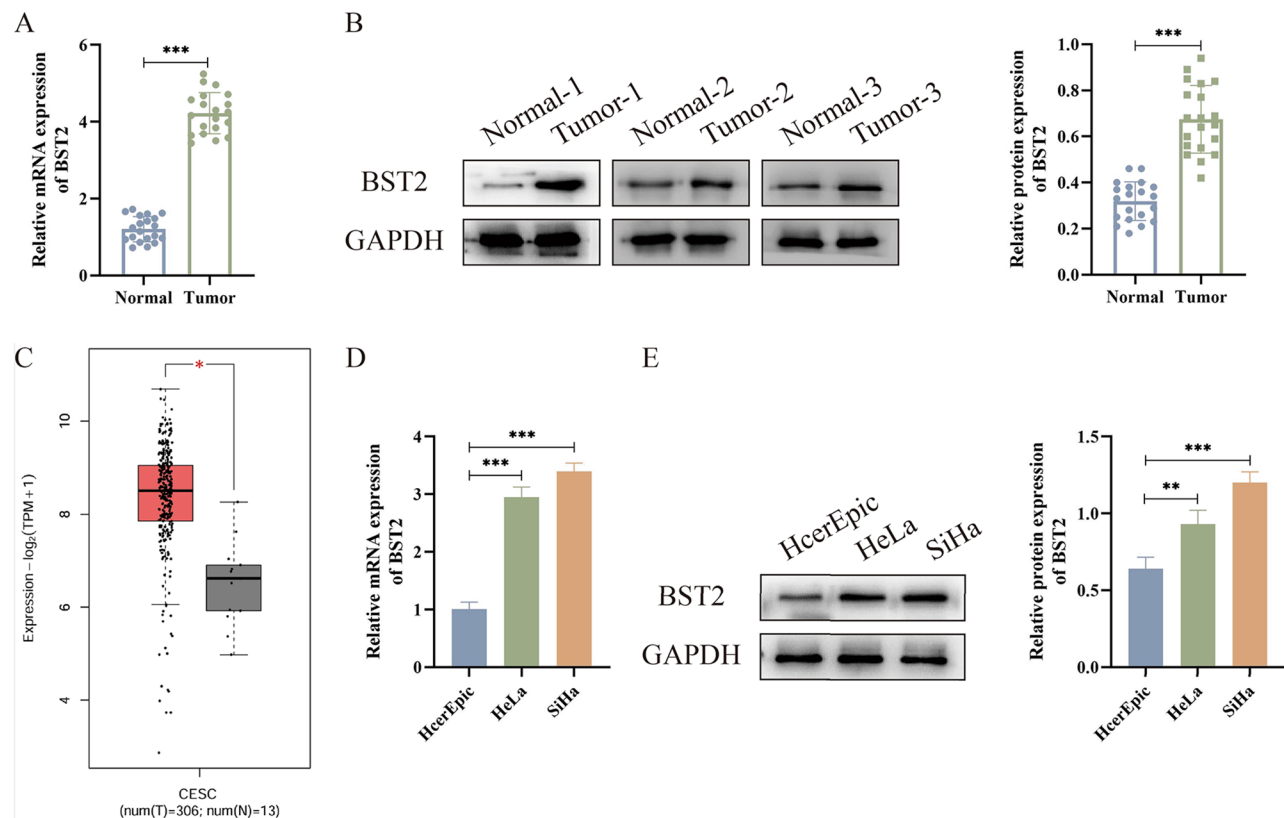 A
Relative mRNA expression
of BST2
6
4
2
0
***
Normal Tumor
B
Normal-1
Tumor-1
Normal-2
Tumor-2
Normal-3
Tumor-3
BST2
GAPDH
Relative protein expression
of BST2
1.0
0.8
0.6
0.4
0.2
0.0
***
Normal Tumor
C
Expression − log₂(TPM + 1)
10
8
6
4
*
CESC
(num(T)=306; num(N)=13)
D
Relative mRNA expression
of BST2
4
3
2
1
0
***
***
HcerEpic
HeLa
SiHa
E
HcerEpic
HeLa
SiHa
BST2
GAPDH
Relative protein expression
of BST2
1.5
1.0
0.5
0.0
***
**
HcerEpic
HeLa
SiHa